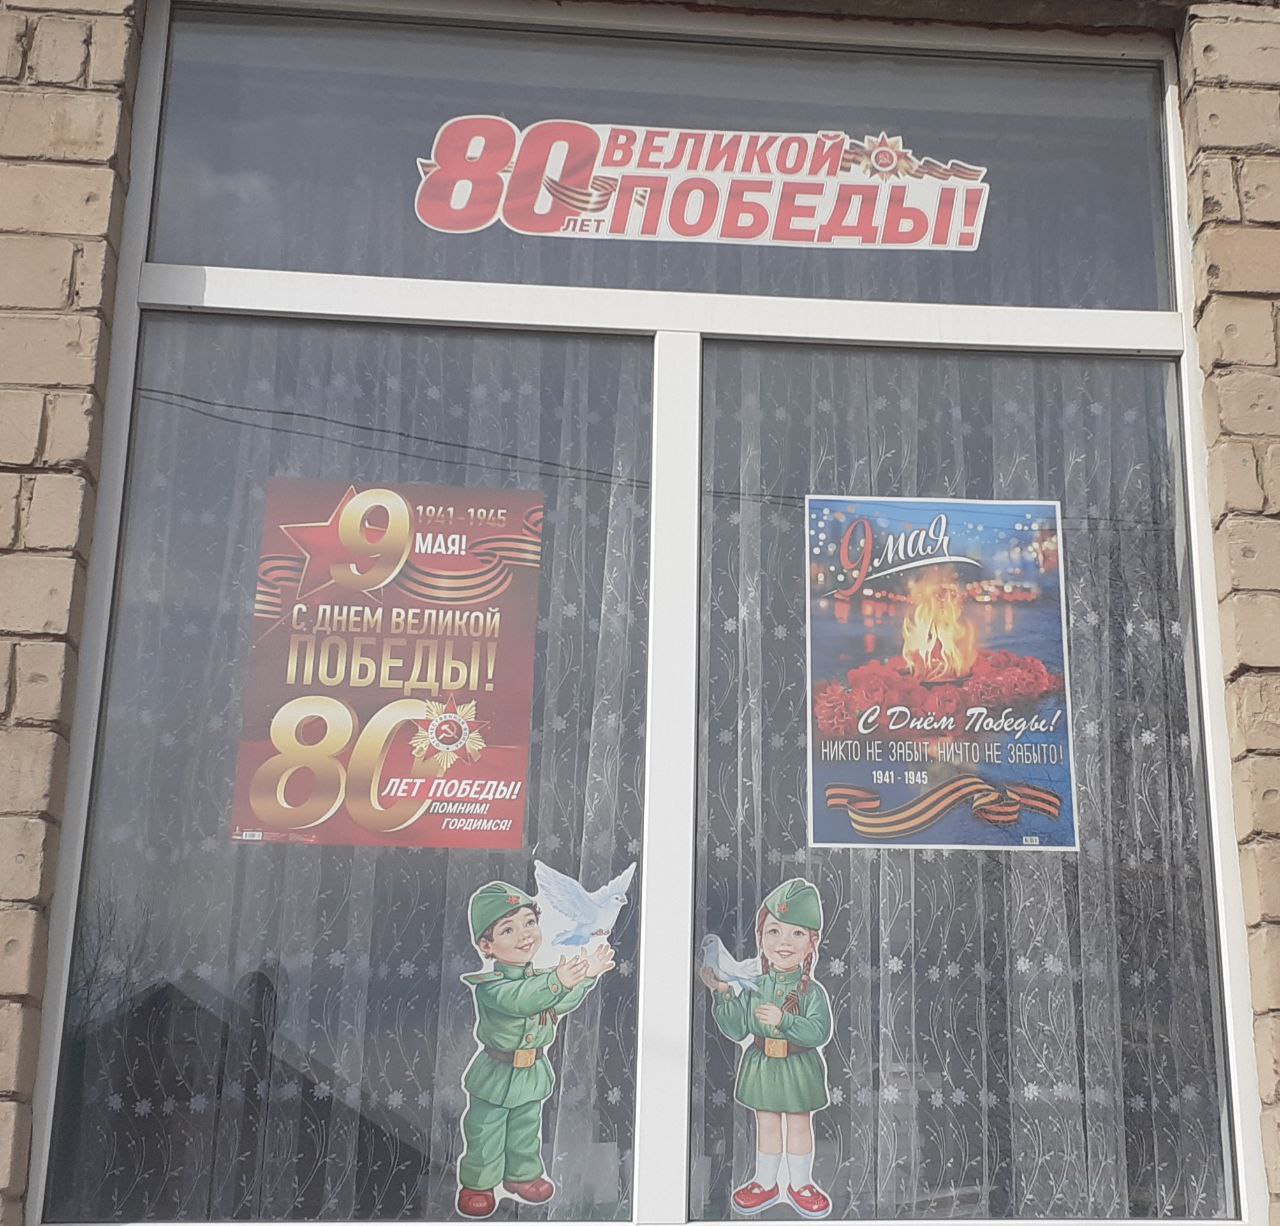 80 ЛЕТ ВЕЛИКОЙ
ПОБЕДЫ!
9 МАЯ!
1941-1945
С ДНЕМ ВЕЛИКОЙ
ПОБЕДЫ!
80 ЛЕТ ПОБЕДЫ!
ПОМНИМ!
ГОРДИМСЯ!
9 мая
С Днём Победы!
НИКТО НЕ ЗАБЫТ, НИЧТО НЕ ЗАБЫТО!
1941 - 1945